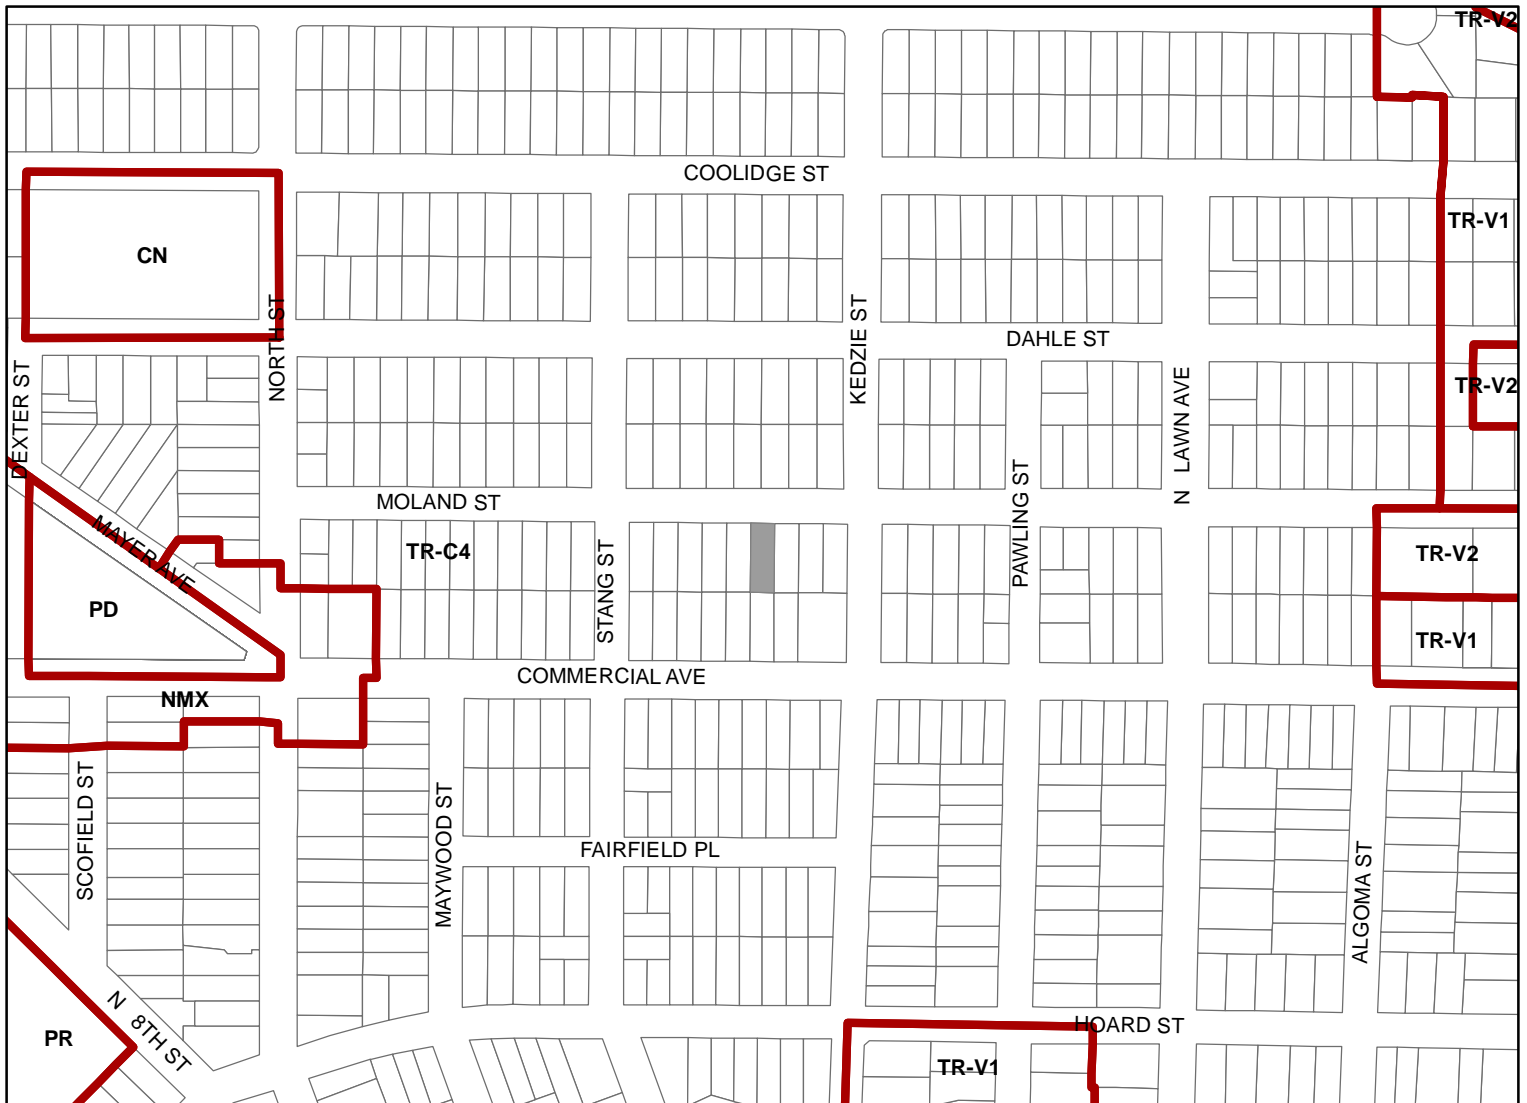 TR-V2
COOLIDGE ST
TR-V1
CN
NORTH ST
KEDZIE ST
DAHLE ST
DEXTER ST
N LAWN AVE
TR-V2
MOLAND ST
PAWLING ST
MAYER AVE
TR-C4
STANG ST
TR-V2
PD
TR-V1
COMMERCIAL AVE
NMX
SCOFIELD ST
MAYWOOD ST
FAIRFIELD PL
ALGOMA ST
N 8TH ST
HOARD ST
PR
TR-V1